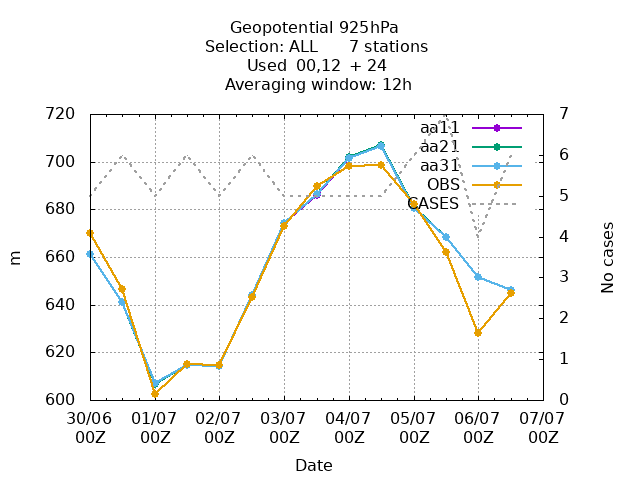 Geopotential 925hPa
Selection: ALL      7 stations
Used  00,12  + 24
Averaging window: 12h
720
700
680
660
640
620
600
m
7
6
5
4
3
2
1
0
No cases
aa11
aa21
aa31
OBS
CASES
30/06 01/07 02/07 03/07 04/07 05/07 06/07 07/07
00Z 00Z 00Z 00Z 00Z 00Z 00Z 00Z
Date